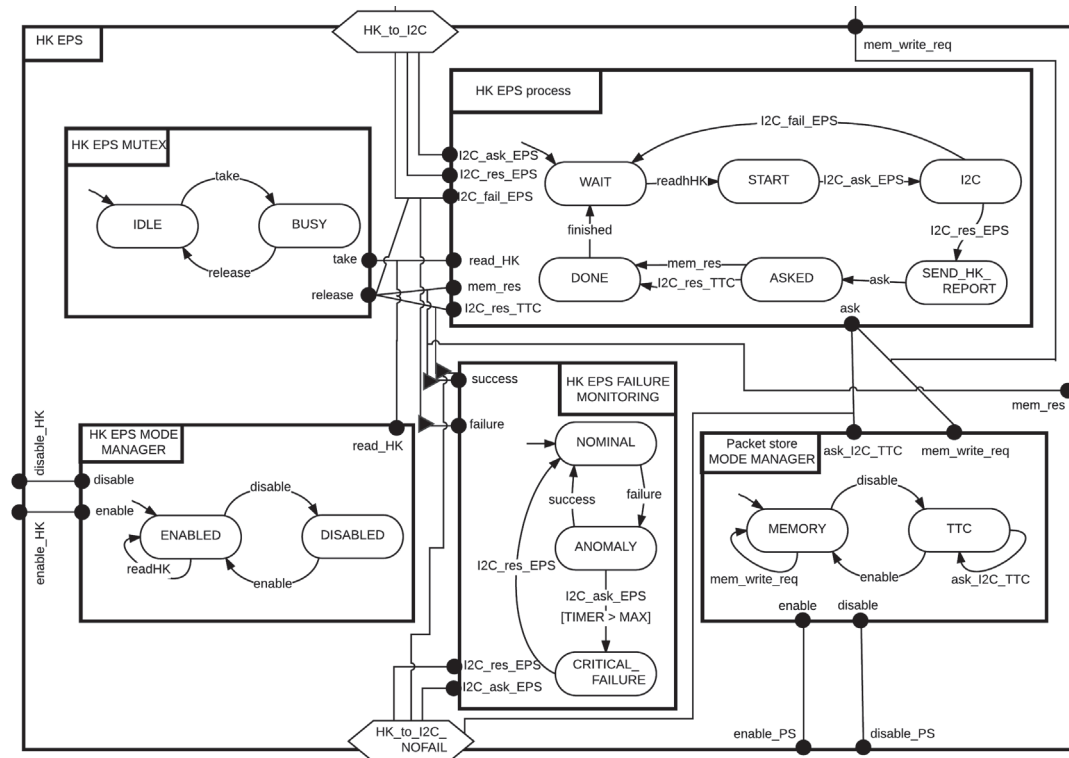 HK_to_I2C
HK EPS
mem_write_req
HK EPS process
HK EPS MUTEX
take
IDLE
BUSY
release
take
release
I2C_ask_EPS
I2C_res_EPS
I2C_fail_EPS
read_HK
mem_res
I2C_res_TTC
I2C_fail_EPS
WAIT
readhHK
START
I2C_ask_EPS
I2C
finished
I2C_res_EPS
DONE
mem_res
I2C_res_TTC
ASKED
ask
SEND_HK_
REPORT
ask
success
failure
HK EPS FAILURE
MONITORING
NOMINAL
success
failure
ANOMALY
I2C_res_EPS
I2C_ask_EPS
[TIMER > MAX]
CRITICAL_
FAILURE
I2C_res_EPS
I2C_ask_EPS
mem_res
disable_HK
enable_HK
HK EPS MODE
MANAGER
read_HK
disable
enable
disable
ENABLED
DISABLED
readHK
enable
Packet store
MODE MANAGER
ask_I2C_TTC
mem_write_req
disable
MEMORY
TTC
mem_write_req
enable
ask_I2C_TTC
enable
disable
enable_PS
disable_PS
HK_to_I2C_
NOFAIL